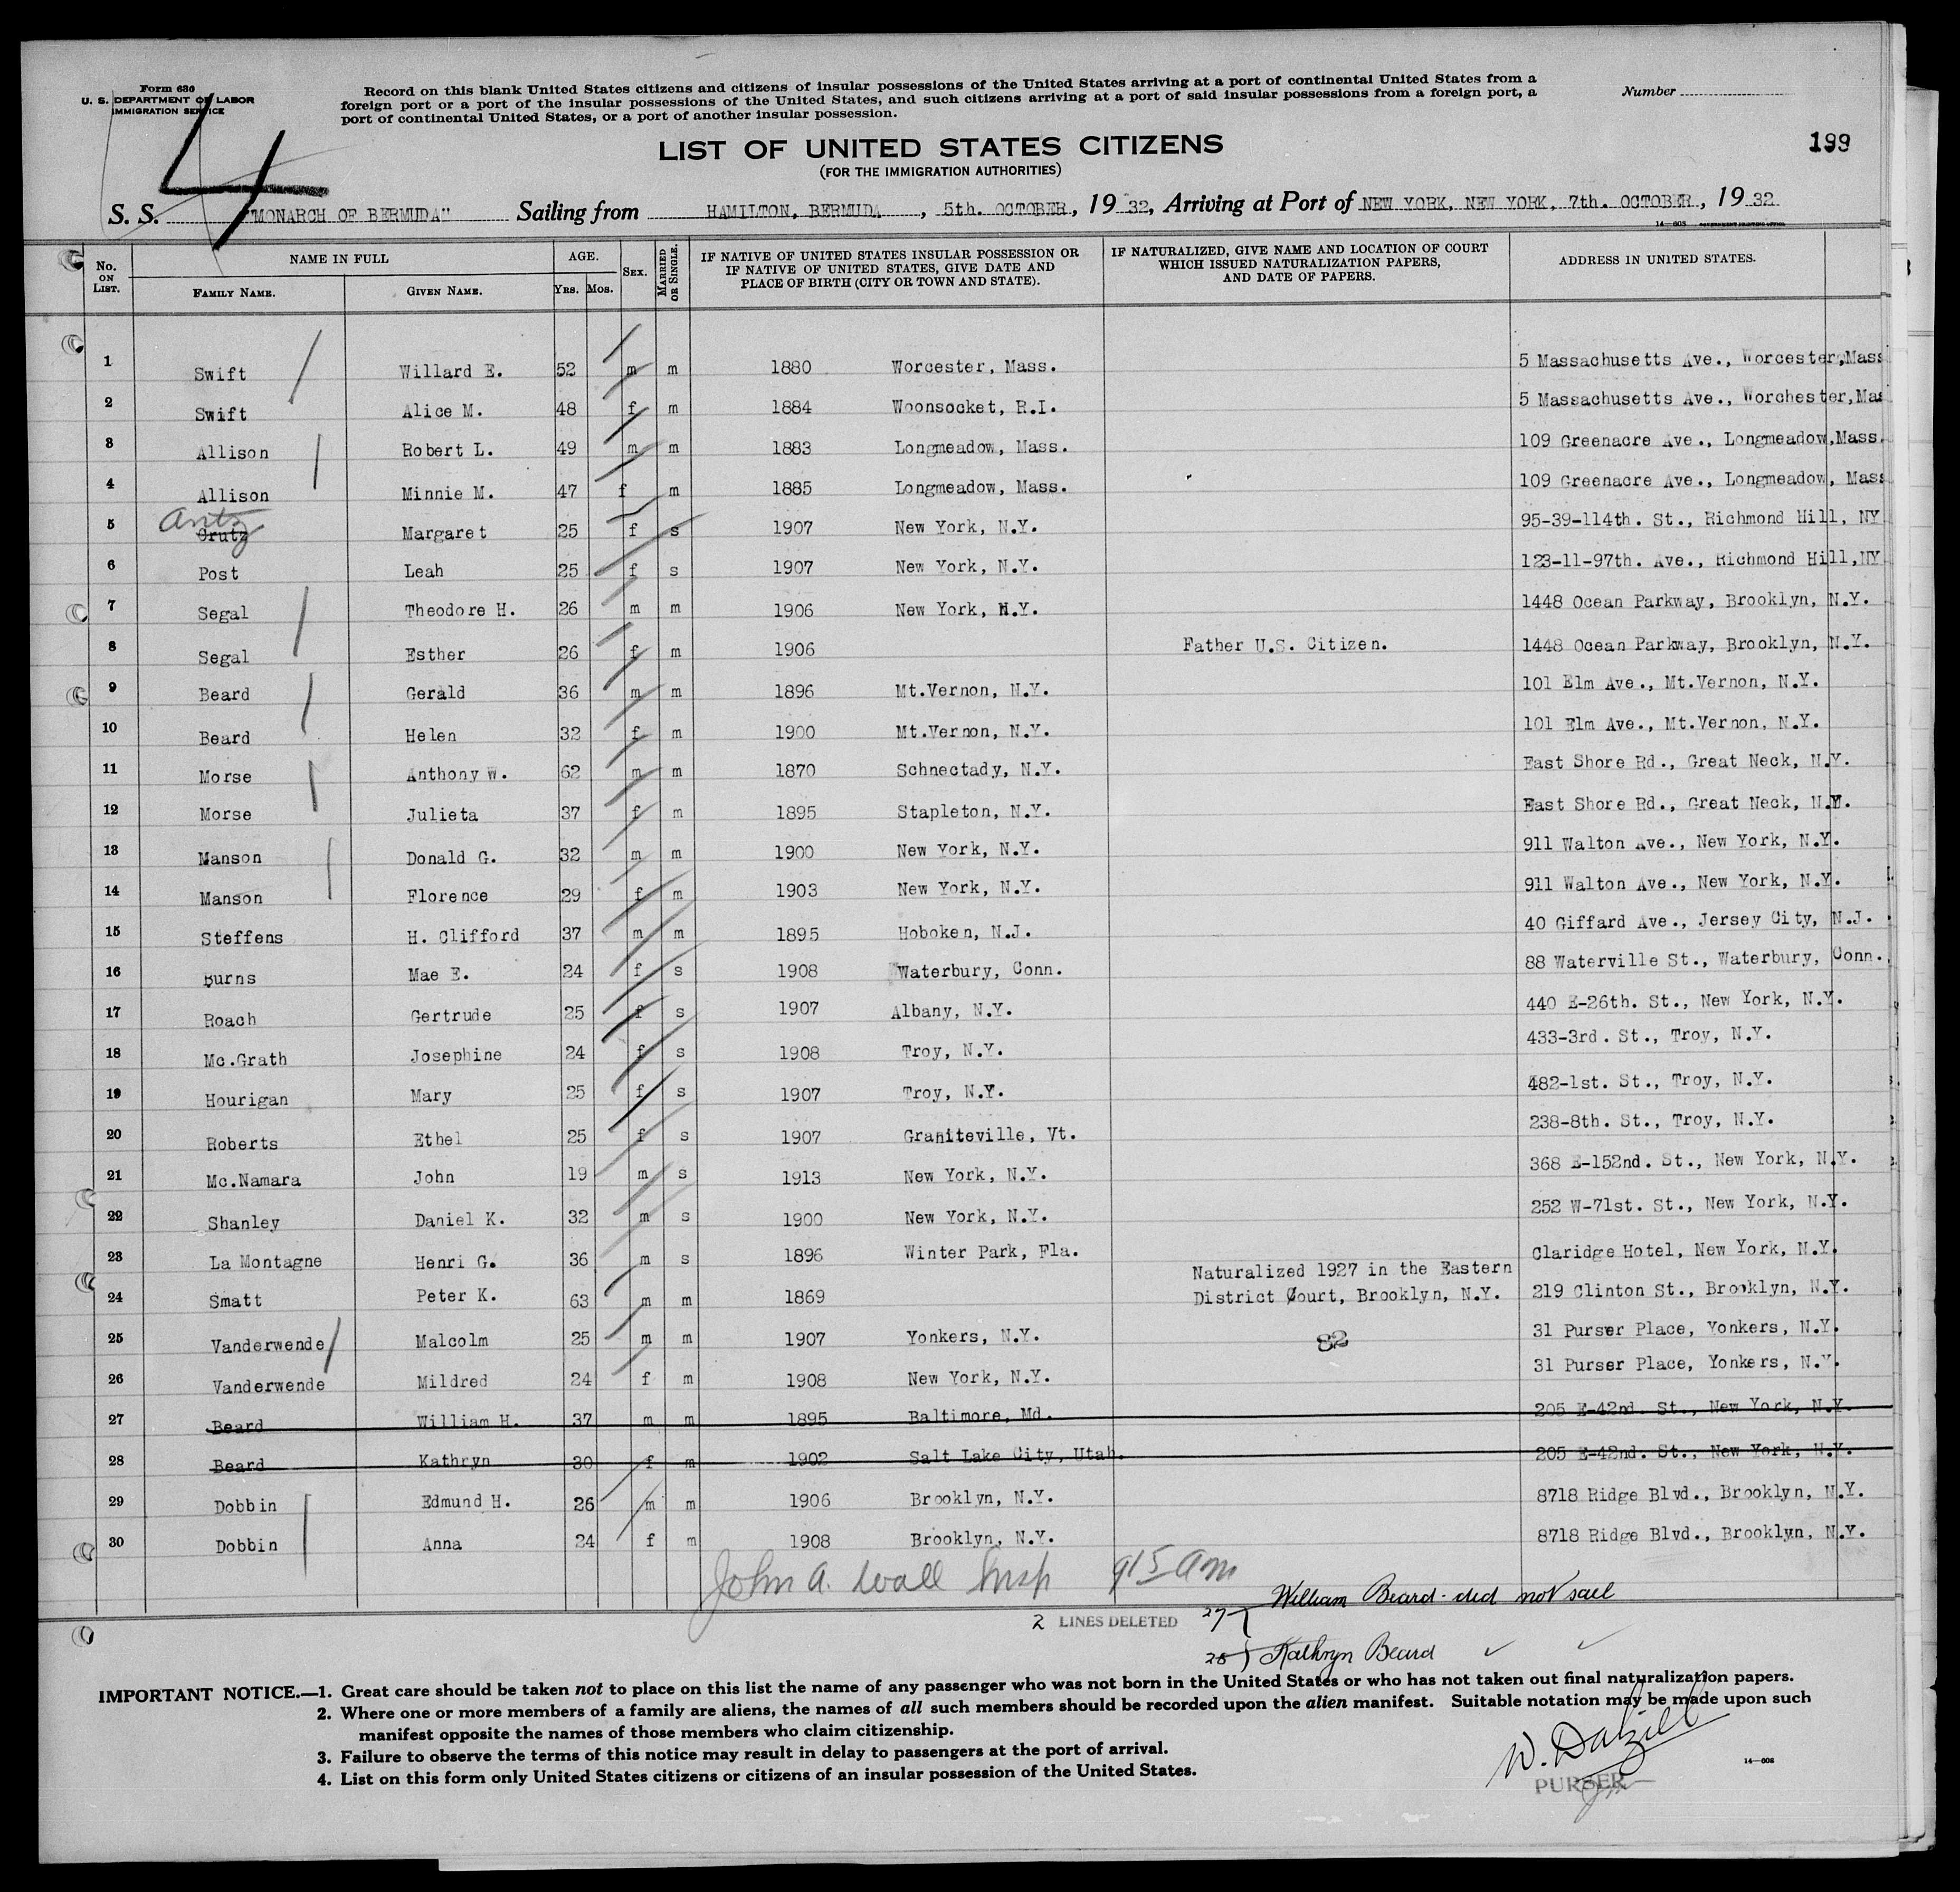 Form 630
U. S. DEPARTMENT OF LABOR
IMMIGRATION SERVICE
4
Record on this blank United States citizens and citizens of insular possessions of the United States arriving at a port of continental United States from a
foreign port or a port of the insular possessions of the United States, and such citizens arriving at a port of said insular possessions from a foreign port, a
port of continental United States, or a port of another insular possession.
Number
199
LIST OF UNITED STATES CITIZENS
(FOR THE IMMIGRATION AUTHORITIES)
S. S. "MONARCH OF BERMUDA" Sailing from HAMILTON, BERMUDA, 5th. OCTOBER, 19 32, Arriving at Port of NEW YORK, NEW YORK, 7th. OCTOBER, 19 32
No. ON LIST. NAME IN FULL FAMILY NAME. GIVEN NAME. AGE. YRS. MOS. SEX. MARRIED OR SINGLE. IF NATIVE OF UNITED STATES INSULAR POSSESSION OR IF NATIVE OF UNITED STATES, GIVE DATE AND PLACE OF BIRTH (CITY OR TOWN AND STATE). IF NATURALIZED, GIVE NAME AND LOCATION OF COURT WHICH ISSUED NATURALIZATION PAPERS, AND DATE OF PAPERS. ADDRESS IN UNITED STATES.
1 Swift Willard E. 52 m m 1880 Worcester, Mass. 5 Massachusetts Ave., Worcester,Mass
2 Swift Alice M. 48 f m 1884 Woonsocket, R.I. 5 Massachusetts Ave., Worchester,Mas
3 Allison Robert L. 49 m m 1883 Longmeadow, Mass. 109 Greenacre Ave., Longmeadow,Mass.
4 Allison Minnie M. 47 f m 1885 Longmeadow, Mass. 109 Greenacre Ave., Longmeadow, Mass
Artz
5 Orutz Margaret 25 f s 1907 New York, N.Y. 95-39-114th. St., Richmond Hill, NY
6 Post Leah 25 f s 1907 New York, N.Y. 123-11-97th. Ave., Richmond Hill,NY
7 Segal Theodore H. 26 m m 1906 New York, N.Y. 1448 Ocean Parkway, Brooklyn, N.Y.
8 Segal Esther 26 f m 1906 Father U.S. Citizen. 1448 Ocean Parkway, Brooklyn, N.Y.
9 Beard Gerald 36 m m 1896 Mt.Vernon, N.Y. 101 Elm Ave., Mt.Vernon, N.Y.
10 Beard Helen 32 f m 1900 Mt.Vernon, N.Y. 101 Elm Ave., Mt.Vernon, N.Y.
11 Morse Anthony W. 62 m m 1870 Schnectady, N.Y. East Shore Rd., Great Neck, N.Y.
12 Morse Julieta 37 f m 1895 Stapleton, N.Y. East Shore Rd., Great Neck, N.Y.
13 Manson Donald G. 32 m m 1900 New York, N.Y. 911 Walton Ave., New York, N.Y.
14 Manson Florence 29 f m 1903 New York, N.Y. 911 Walton Ave., New York, N.Y.
15 Steffens H. Clifford 37 m m 1895 Hoboken, N.J. 40 Giffard Ave., Jersey City, N.J.
16 Burns Mae E. 24 f s 1908 Waterbury, Conn. 88 Waterville St., Waterbury, Conn.
17 Roach Gertrude 25 f s 1907 Albany, N.Y. 440 E-26th. St., New York, N.Y.
18 Mc.Grath Josephine 24 f s 1908 Troy, N.Y. 433-3rd. St., Troy, N.Y.
19 Hourigan Mary 25 f s 1907 Troy, N.Y. 482-1st. St., Troy, N.Y.
20 Roberts Ethel 25 f s 1907 Graniteville, Vt. 238-8th. St., Troy, N.Y.
21 Mc.Namara John 19 m s 1913 New York, N.Y. 368 E-152nd. St., New York, N.Y.
22 Shanley Daniel K. 32 m s 1900 New York, N.Y. 252 W-71st. St., New York, N.Y.
23 La Montagne Henri G. 36 m s 1896 Winter Park, Fla. Claridge Hotel, New York, N.Y.
Naturalized 1927 in the Eastern
24 Smatt Peter K. 63 m m 1869 District Court, Brooklyn, N.Y. 219 Clinton St., Brooklyn, N.Y.
25 Vanderwende Malcolm 25 m m 1907 Yonkers, N.Y. 82 31 Purser Place, Yonkers, N.Y.
26 Vanderwende Mildred 24 f m 1908 New York, N.Y. 31 Purser Place, Yonkers, N.Y.
27 Beard William H. 37 m m 1895 Baltimore, Md. 205 E-42nd. St., New York, N.Y.
28 Beard Kathryn 30 f m 1902 Salt Lake City, Utah. 205 E-42nd. St., New York, N.Y.
29 Dobbin Edmund H. 26 m m 1906 Brooklyn, N.Y. 8718 Ridge Blvd., Brooklyn, N.Y.
30 Dobbin Anna 24 f m 1908 Brooklyn, N.Y. 8718 Ridge Blvd., Brooklyn, N.Y.
John A. Wall Insp 915 am
2 LINES DELETED 27 William Beard - did not sail
28 Kathryn Beard ✓ ✓
IMPORTANT NOTICE.—1. Great care should be taken not to place on this list the name of any passenger who was not born in the United States or who has not taken out final naturalization papers.
2. Where one or more members of a family are aliens, the names of all such members should be recorded upon the alien manifest. Suitable notation may be made upon such
manifest opposite the names of those members who claim citizenship.
3. Failure to observe the terms of this notice may result in delay to passengers at the port of arrival.
4. List on this form only United States citizens or citizens of an insular possession of the United States.
W. Dalziell
PURSER
14—608